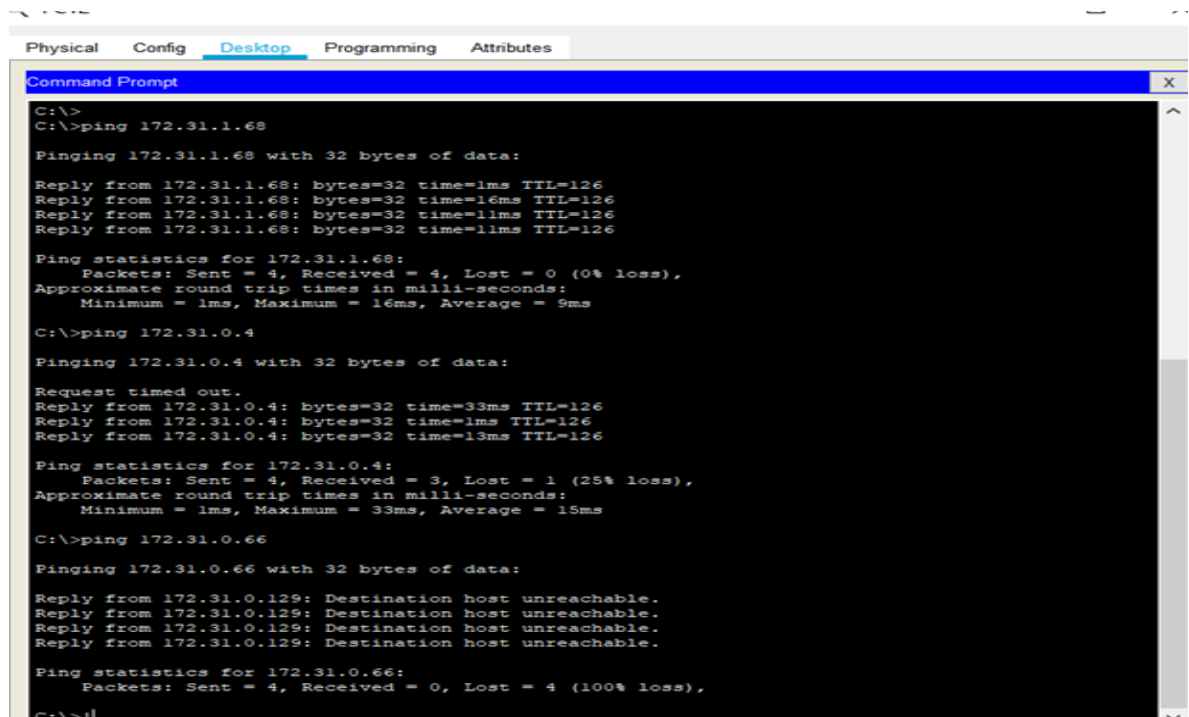 Physical Config Desktop Programming Attributes
Command Prompt X
C:\>
C:\>ping 172.31.1.68
Pinging 172.31.1.68 with 32 bytes of data:
Reply from 172.31.1.68: bytes=32 time=1ms TTL=126
Reply from 172.31.1.68: bytes=32 time=16ms TTL=126
Reply from 172.31.1.68: bytes=32 time=11ms TTL=126
Reply from 172.31.1.68: bytes=32 time=11ms TTL=126
Ping statistics for 172.31.1.68:
Packets: Sent = 4, Received = 4, Lost = 0 (0% loss),
Approximate round trip times in milli-seconds:
Minimum = 1ms, Maximum = 16ms, Average = 9ms
C:\>ping 172.31.0.4
Pinging 172.31.0.4 with 32 bytes of data:
Request timed out.
Reply from 172.31.0.4: bytes=32 time=33ms TTL=126
Reply from 172.31.0.4: bytes=32 time=1ms TTL=126
Reply from 172.31.0.4: bytes=32 time=13ms TTL=126
Ping statistics for 172.31.0.4:
Packets: Sent = 4, Received = 3, Lost = 1 (25% loss),
Approximate round trip times in milli-seconds:
Minimum = 1ms, Maximum = 33ms, Average = 15ms
C:\>ping 172.31.0.66
Pinging 172.31.0.66 with 32 bytes of data:
Reply from 172.31.0.129: Destination host unreachable.
Reply from 172.31.0.129: Destination host unreachable.
Reply from 172.31.0.129: Destination host unreachable.
Reply from 172.31.0.129: Destination host unreachable.
Ping statistics for 172.31.0.66:
Packets: Sent = 4, Received = 0, Lost = 4 (100% loss),